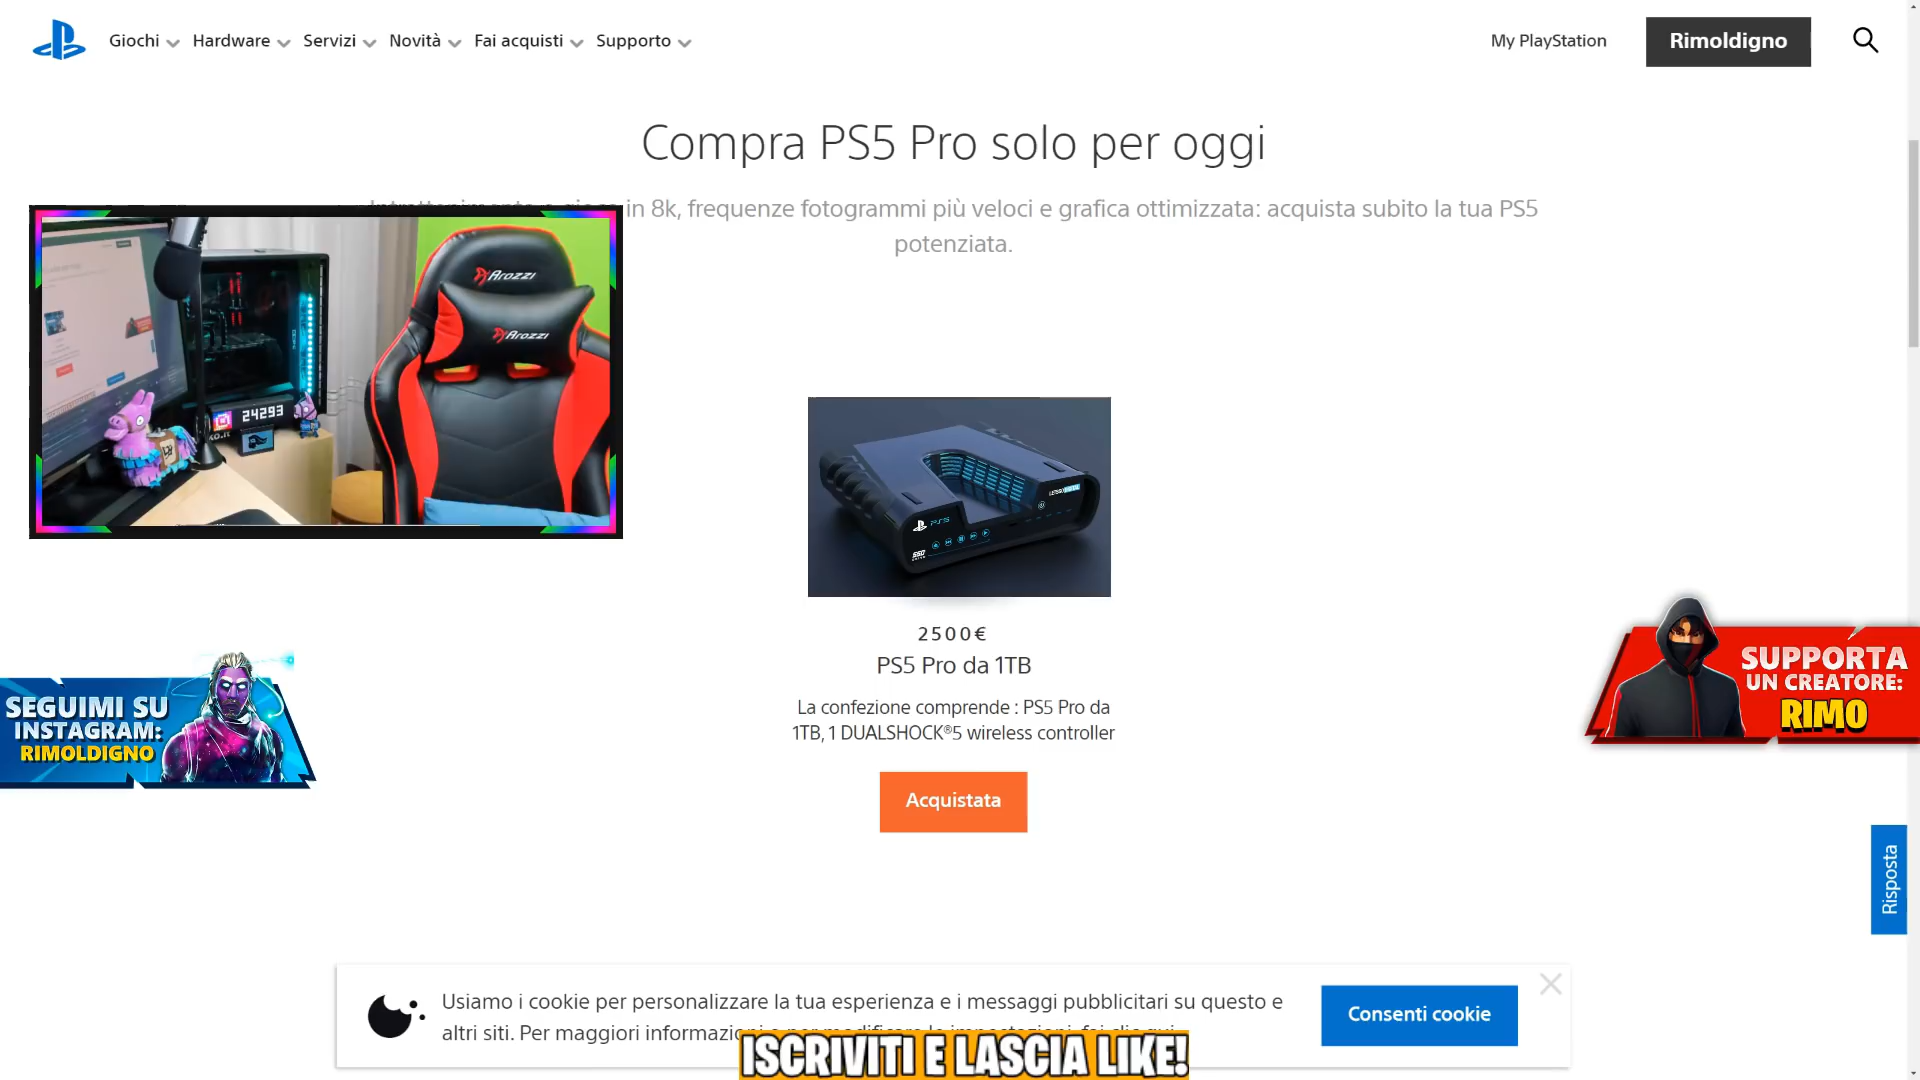 Giochi Hardware Servizi Novità Fai acquisti Supporto My PlayStation Rimoldigno
Compra PS5 Pro solo per oggi
in 8k, frequenze fotogrammi più veloci e grafica ottimizzata: acquista subito la tua PS5
potenziata.
Arozzi
Arozzi
24293
PS5
SSD
2500€
PS5 Pro da 1TB
La confezione comprende : PS5 Pro da
1TB, 1 DUALSHOCK®5 wireless controller
Acquistata
SEGUIMI SU
INSTAGRAM:
RIMOLDIGNO
SUPPORTA
UN CREATORE:
RIMO
Risposta
Usiamo i cookie per personalizzare la tua esperienza e i messaggi pubblicitari su questo e
altri siti. Per maggiori informazioni
Consenti cookie
ISCRIVITI E LASCIA LIKE!